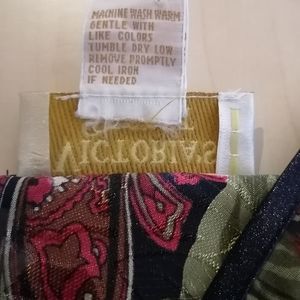 MACHINE WASH WARM
GENTLE WITH
LIKE COLORS
TUMBLE DRY LOW
REMOVE PROMPTLY
COOL IRON
IF NEEDED
VICTORIA'S